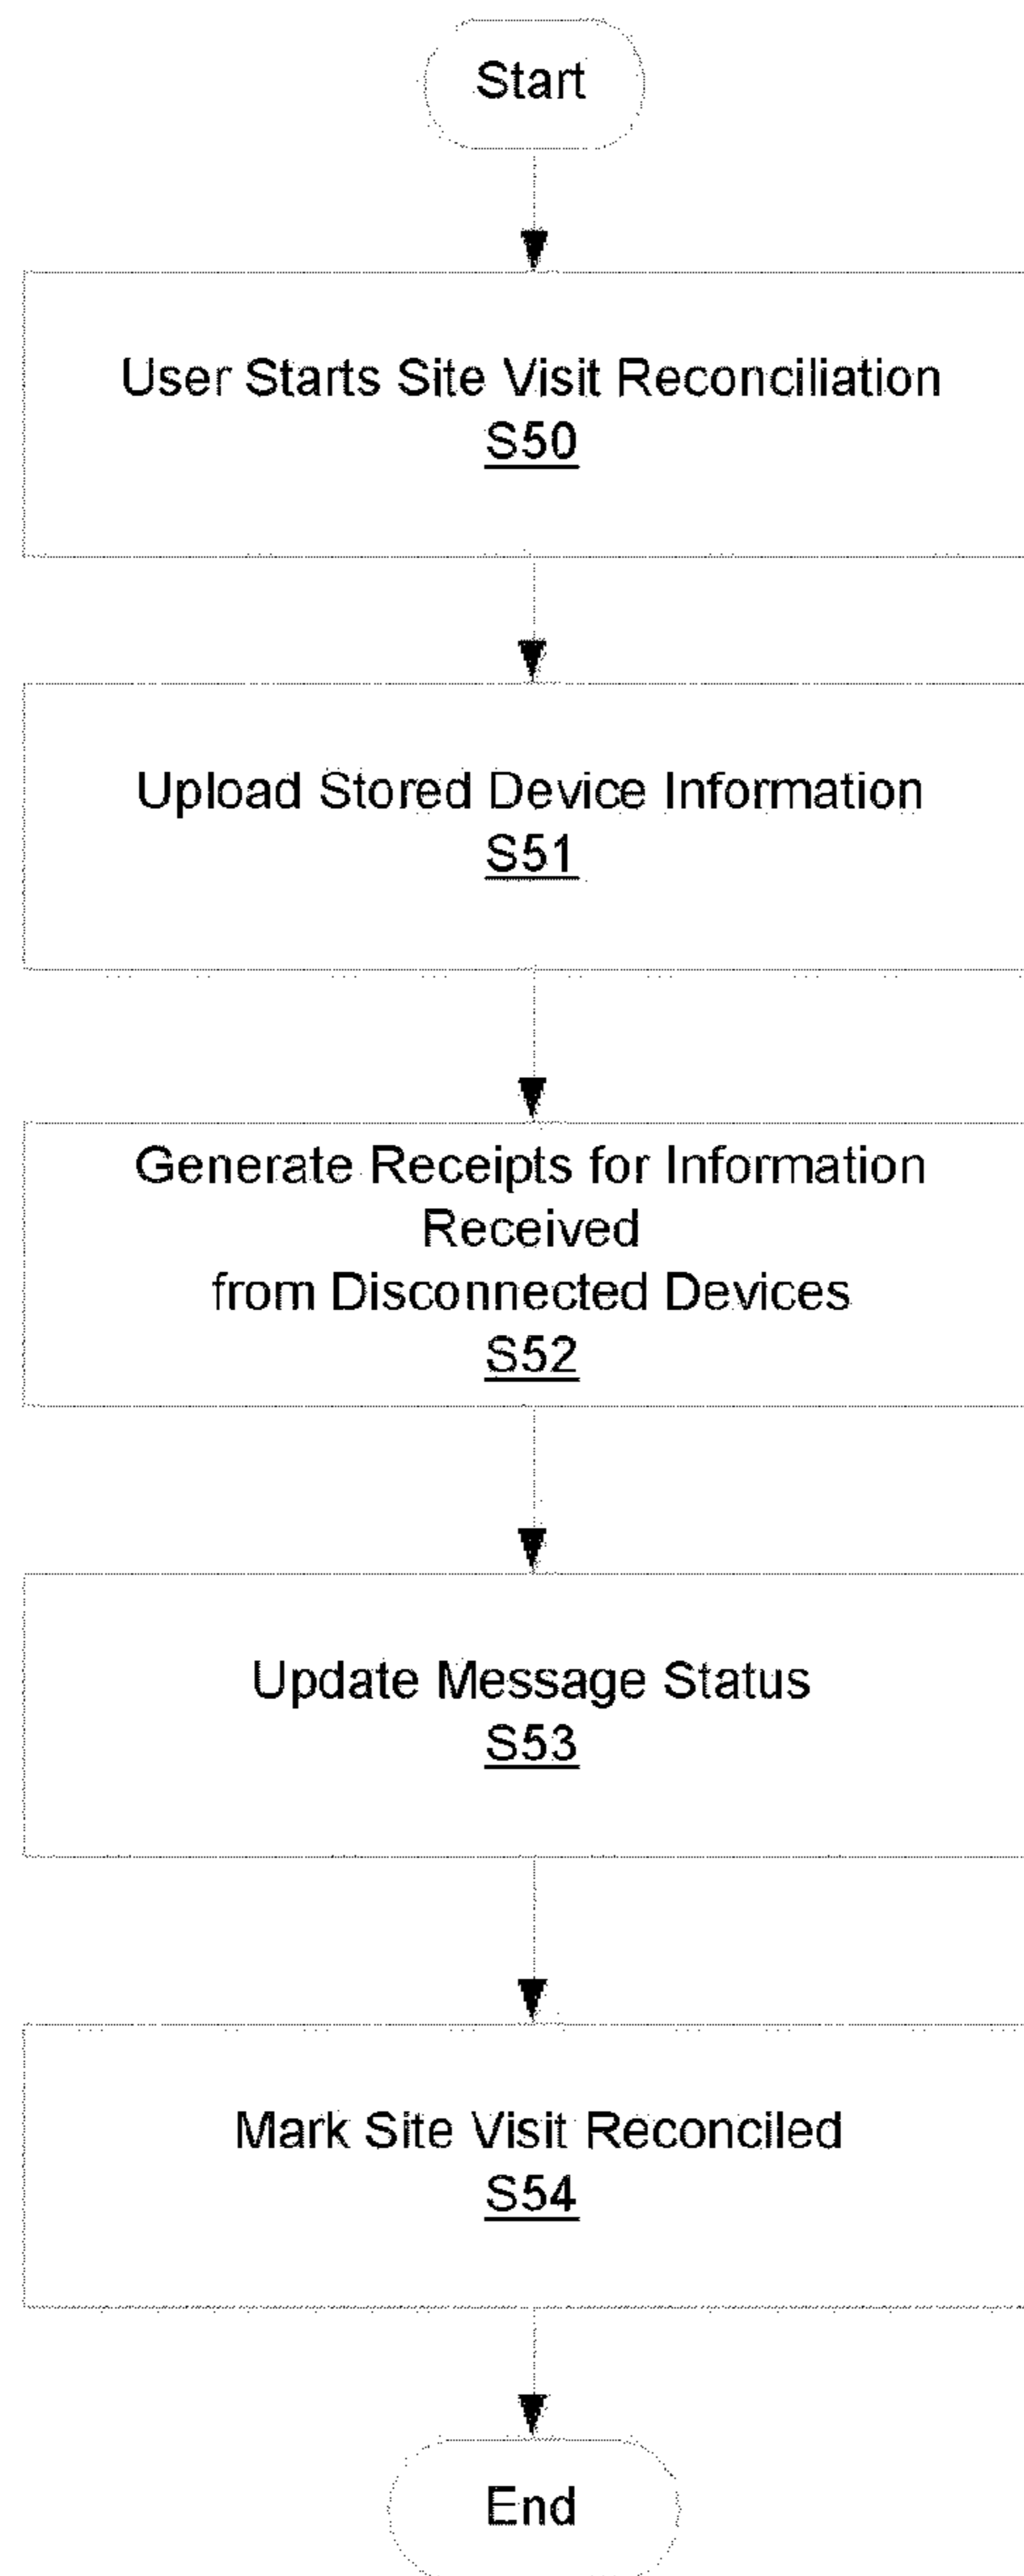 Start
User Starts Site Visit Reconciliation
S50
Upload Stored Device Information
S51
Generate Receipts for Information
Received
from Disconnected Devices
S52
Update Message Status
S53
Mark Site Visit Reconciled
S54
End